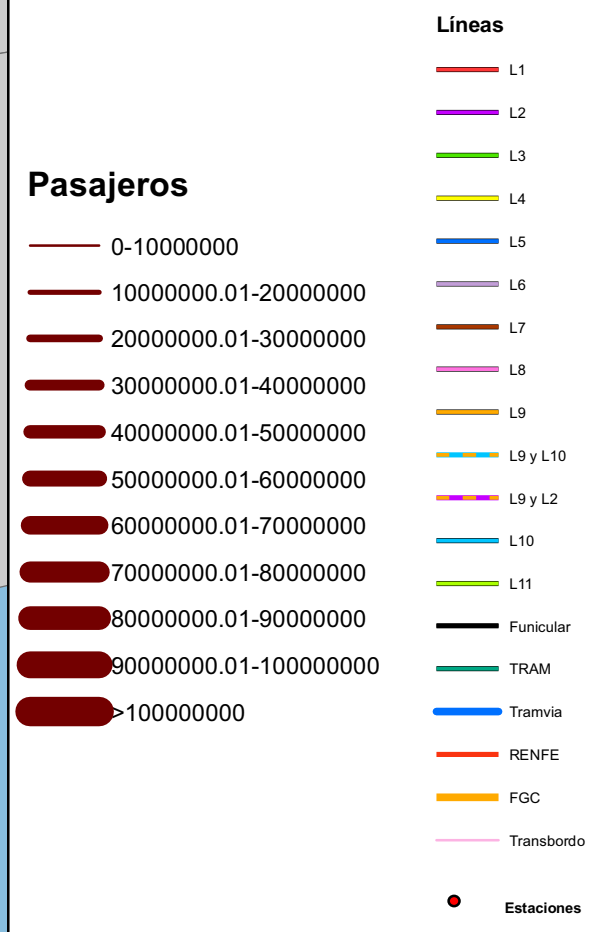 Pasajeros
0-10000000
10000000.01-20000000
20000000.01-30000000
30000000.01-40000000
40000000.01-50000000
50000000.01-60000000
60000000.01-70000000
70000000.01-80000000
80000000.01-90000000
90000000.01-100000000
>100000000
Líneas
L1
L2
L3
L4
L5
L6
L7
L8
L9
L9 y L10
L9 y L2
L10
L11
Funicular
TRAM
Tramvia
RENFE
FGC
Transbordo
Estaciones